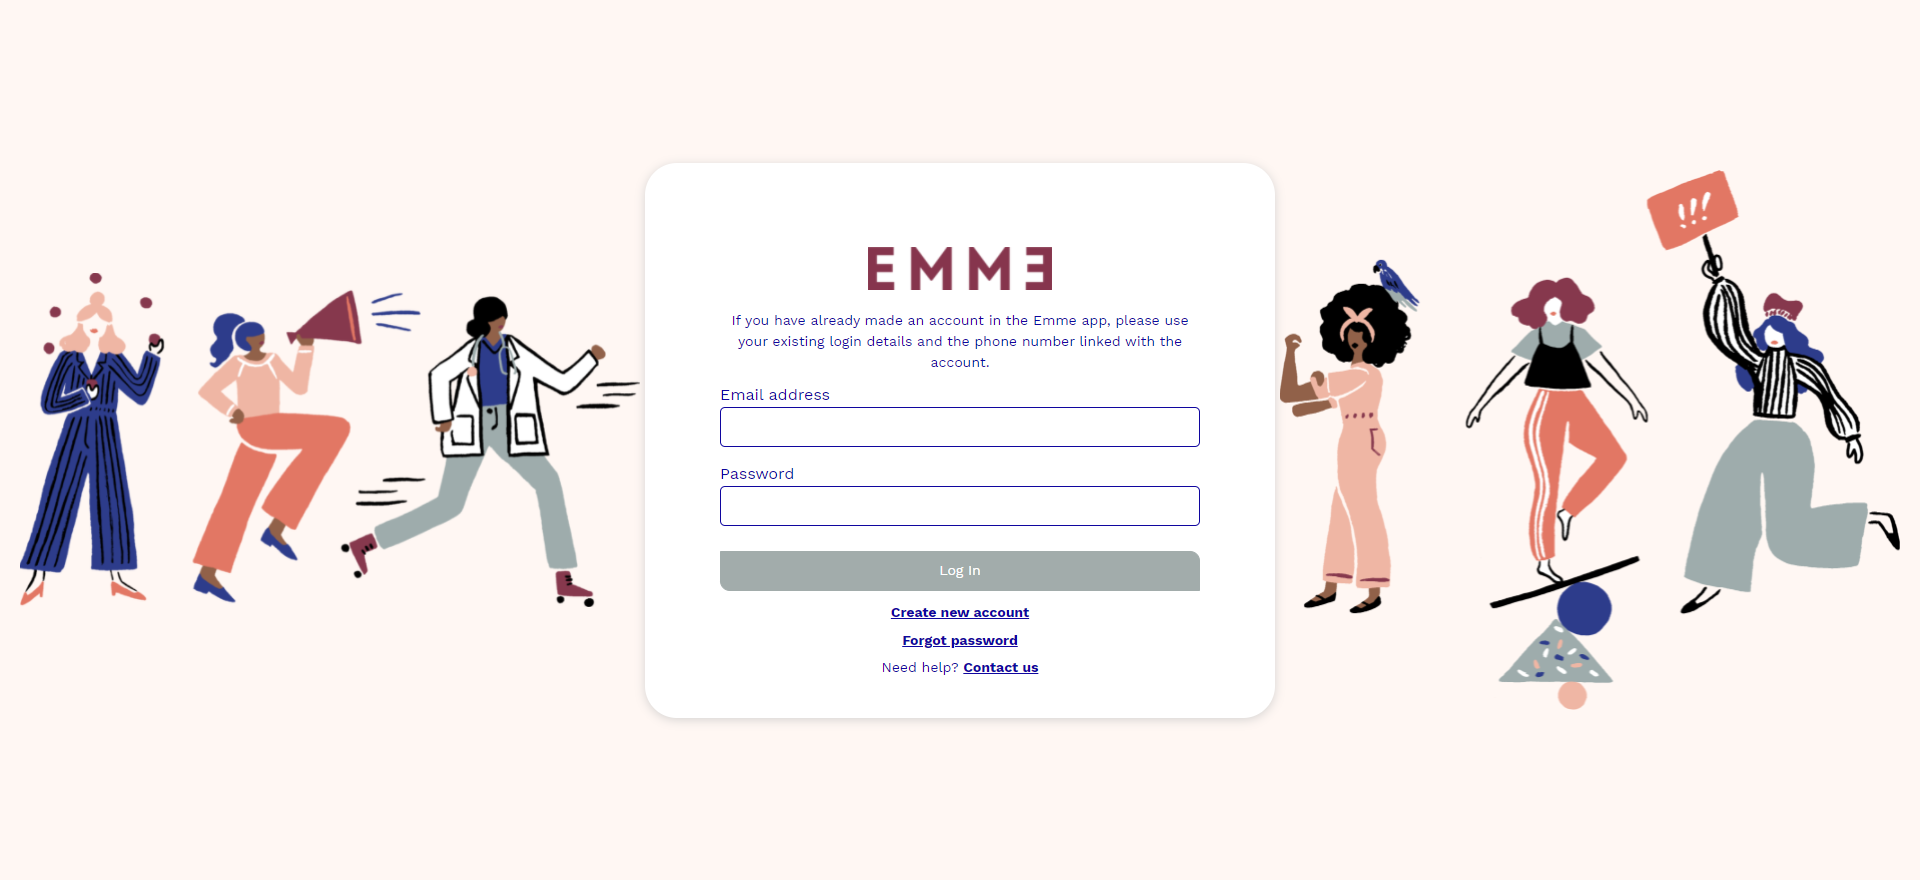 !!!
EMME
If you have already made an account in the Emme app, please use
your existing login details and the phone number linked with the
account.
Email address
Password
Log In
Create new account
Forgot password
Need help? Contact us